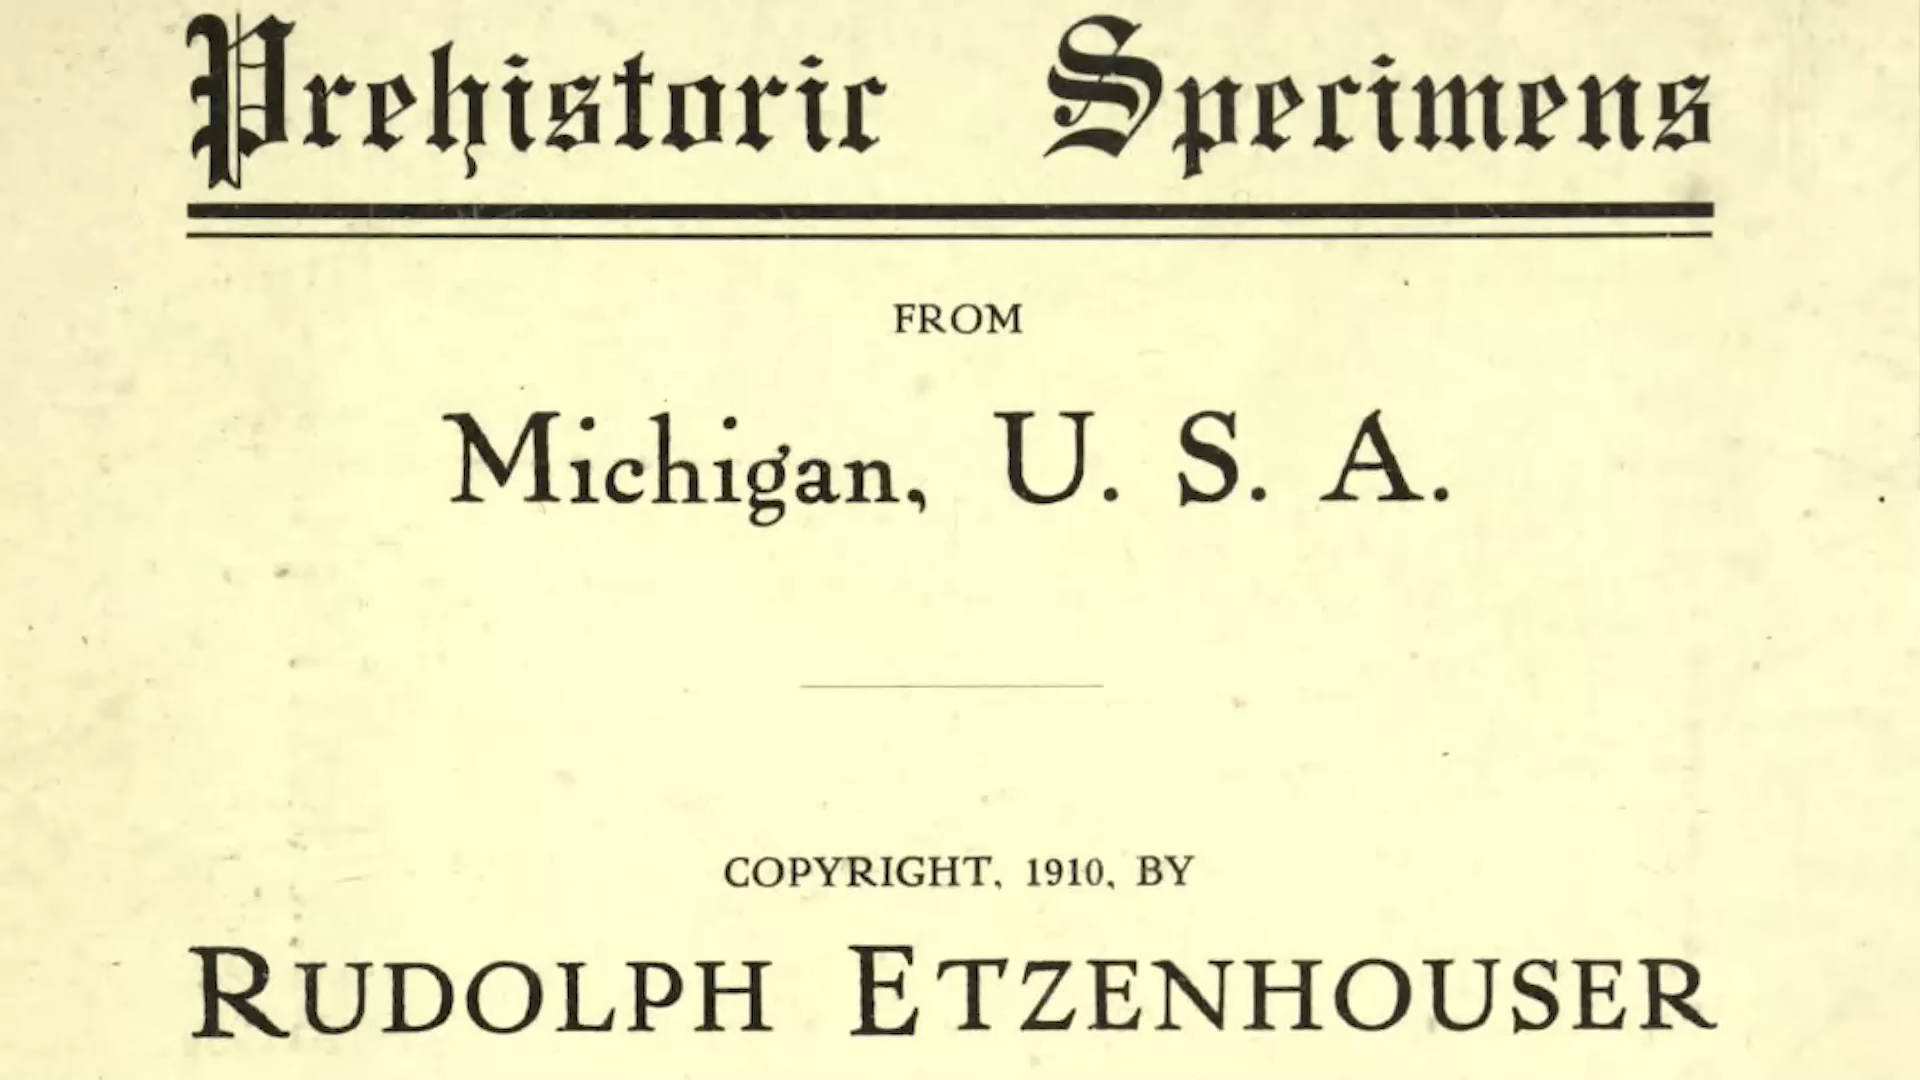 Prehistoric Specimens
FROM
Michigan, U. S. A.
COPYRIGHT, 1910, BY
RUDOLPH ETZENHOUSER